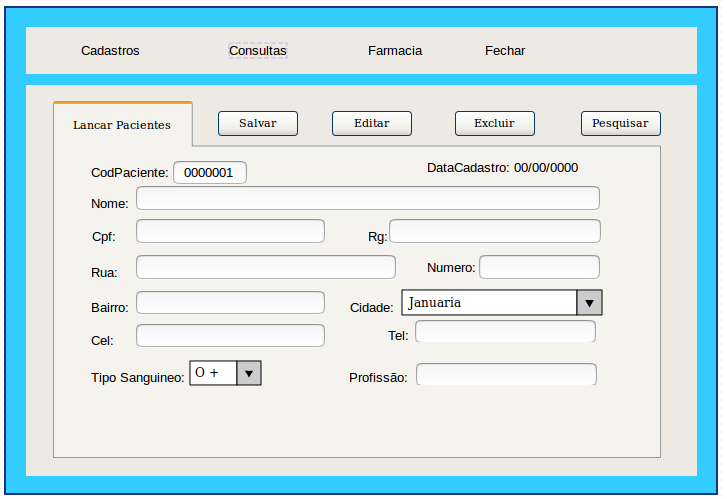 Cadastros Consultas Farmacia Fechar
Lancar Pacientes Salvar Editar Excluir Pesquisar
CodPaciente: 0000001 DataCadastro: 00/00/0000
Nome:
Cpf: Rg:
Rua: Numero:
Bairro: Cidade: Januaria
Cel: Tel:
Tipo Sanguineo: O + Profissão: